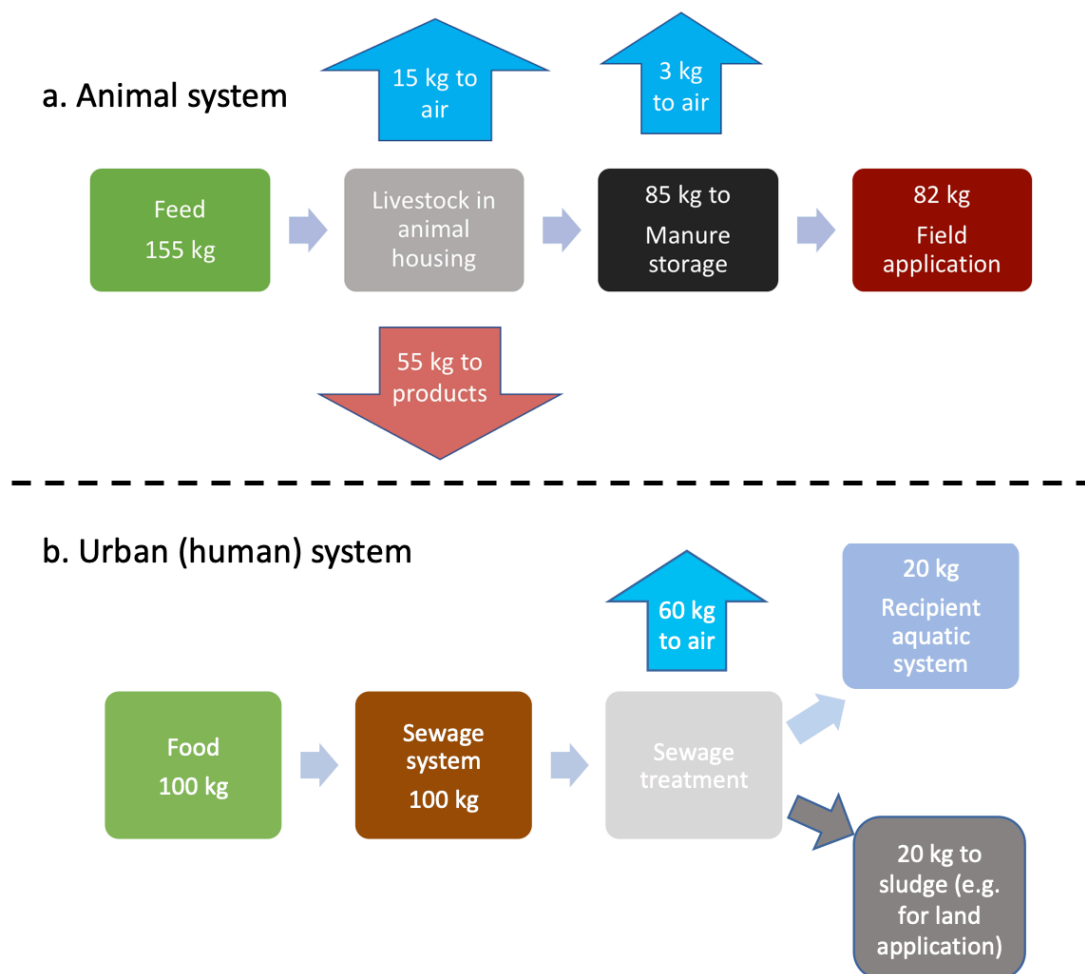 a. Animal system
15 kg to
air
3 kg
to air
Feed
155 kg
Livestock in
animal
housing
85 kg to
Manure
storage
82 kg
Field
application
55 kg to
products
b. Urban (human) system
60 kg
to air
20 kg
Recipient
aquatic
system
Food
100 kg
Sewage
system
100 kg
Sewage
treatment
20 kg to
sludge (e.g.
for land
application)